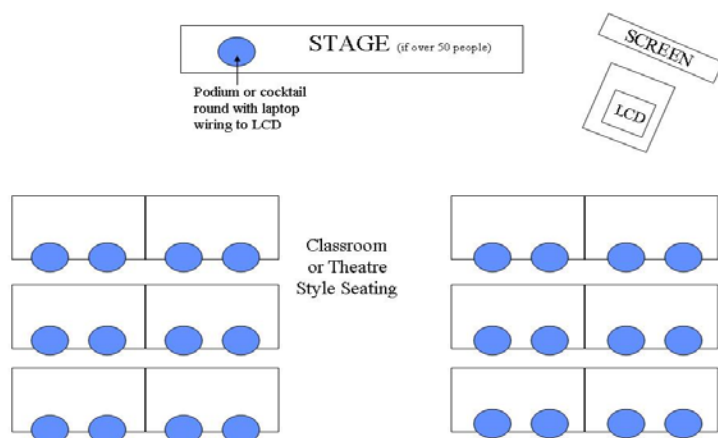 STAGE (if over 50 people)
SCREEN
Podium or cocktail
round with laptop
wiring to LCD
LCD
Classroom
or Theatre
Style Seating